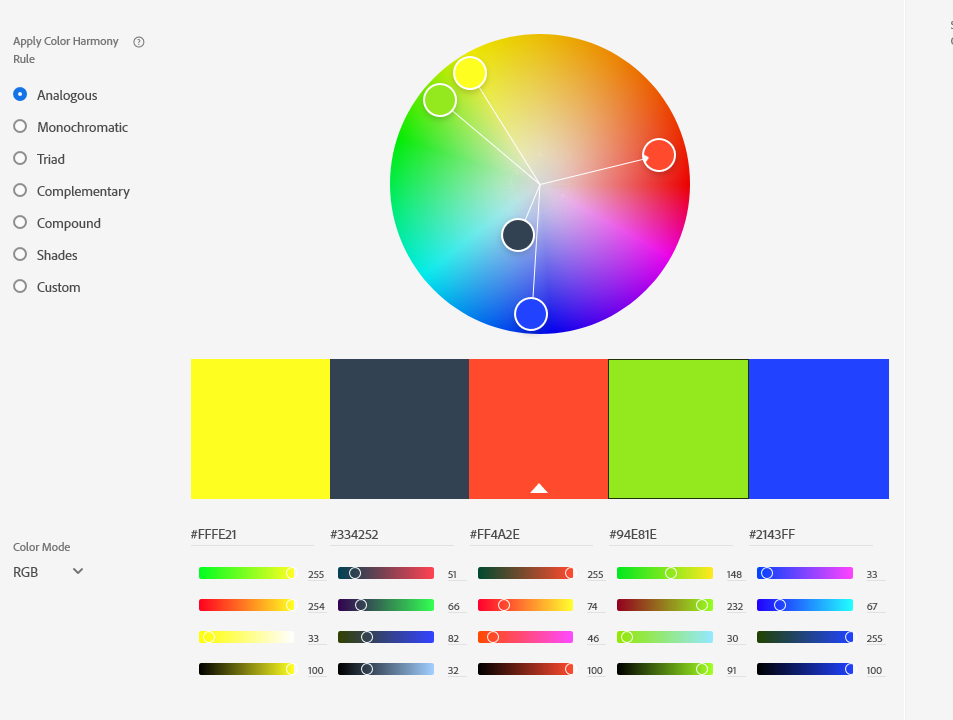 Apply Color Harmony
Rule
Analogous
Monochromatic
Triad
Complementary
Compound
Shades
Custom
#FFFE21 #334252 #FF4A2E #94E81E #2143FF
Color Mode
RGB
255 51 255 148 33
254 66 74 232 67
33 82 46 30 255
100 32 100 91 100